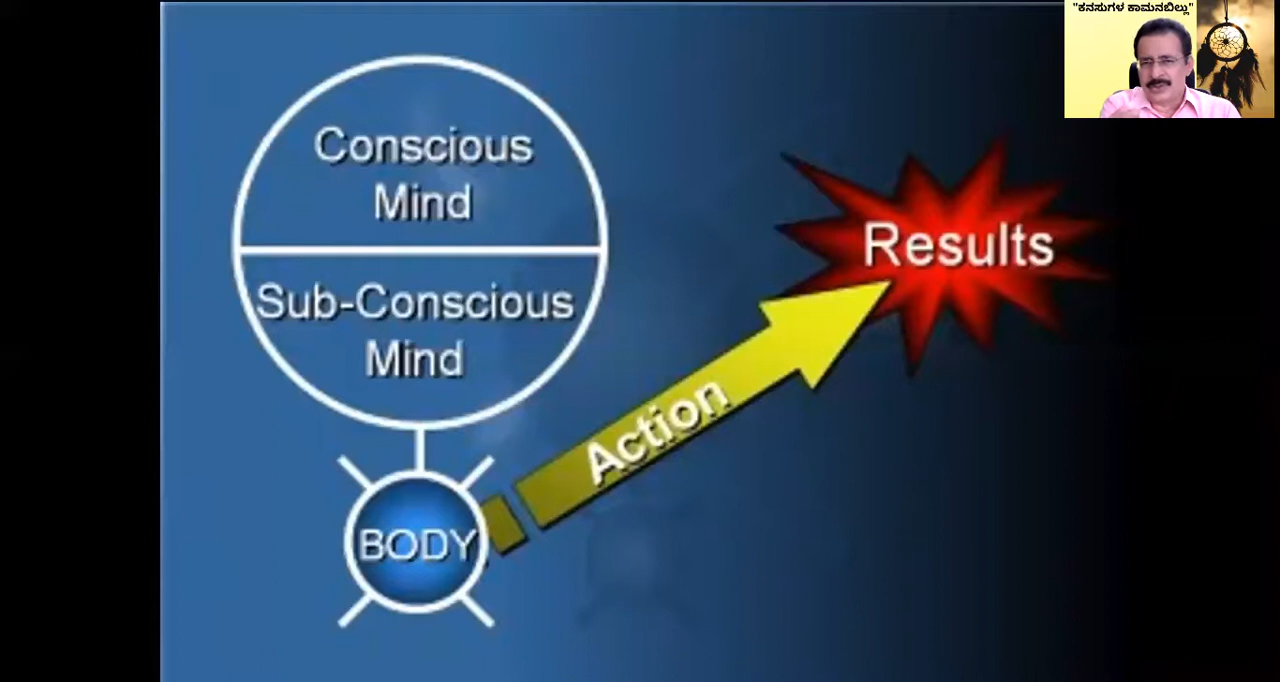 "ಕನಸುಗಳ ಕಾಮನಬಿಲ್ಲು"
Conscious
Mind
Sub-Conscious
Mind
BODY
Action
Results